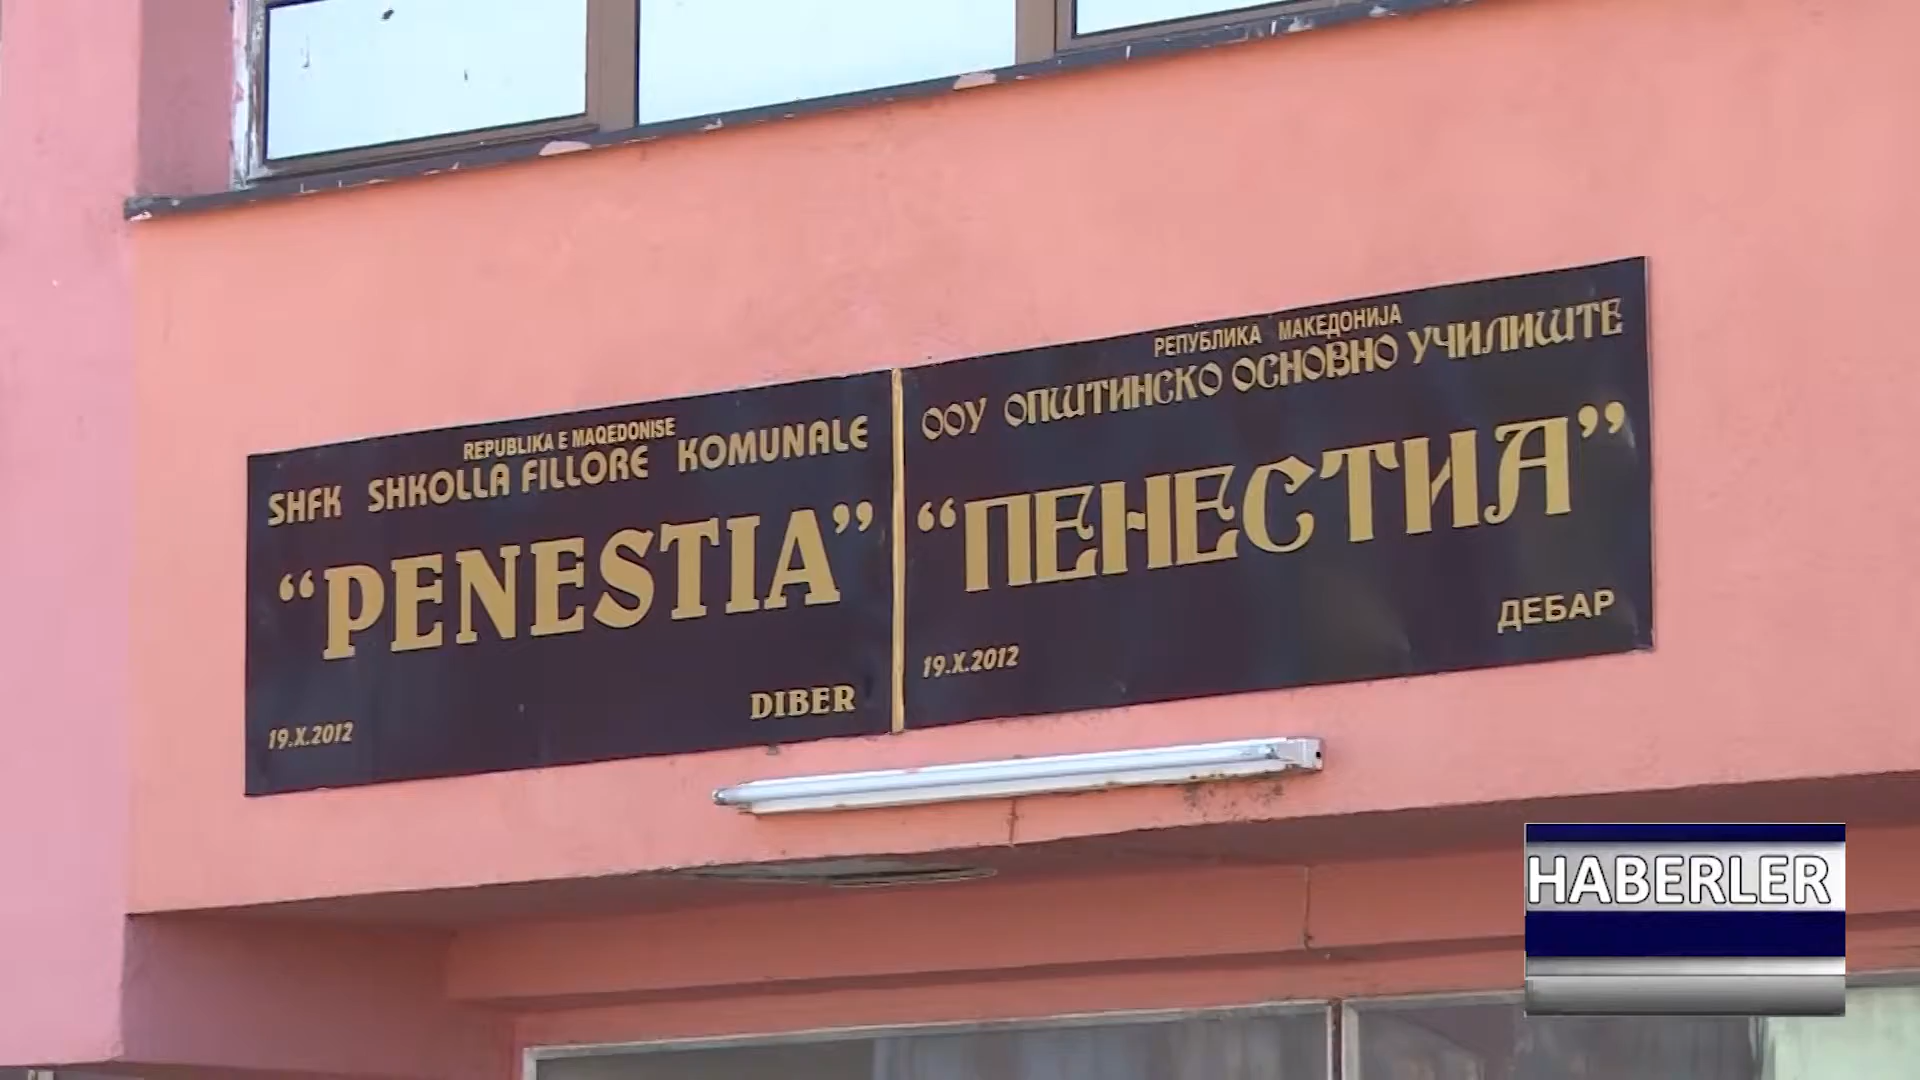 REPUBLIKA E MAQEDONISE
SHFK SHKOLLA FILLORE KOMUNALE
“PENESTIA”
DIBER
19.X.2012
РЕПУБЛИКА МАКЕДОНИЈА
ООУ ОПШТИНСКО ОСНОВНО УЧИЛИШТЕ
“ПЕНЕСТИА”
ДЕБАР
19.X.2012
HABERLER